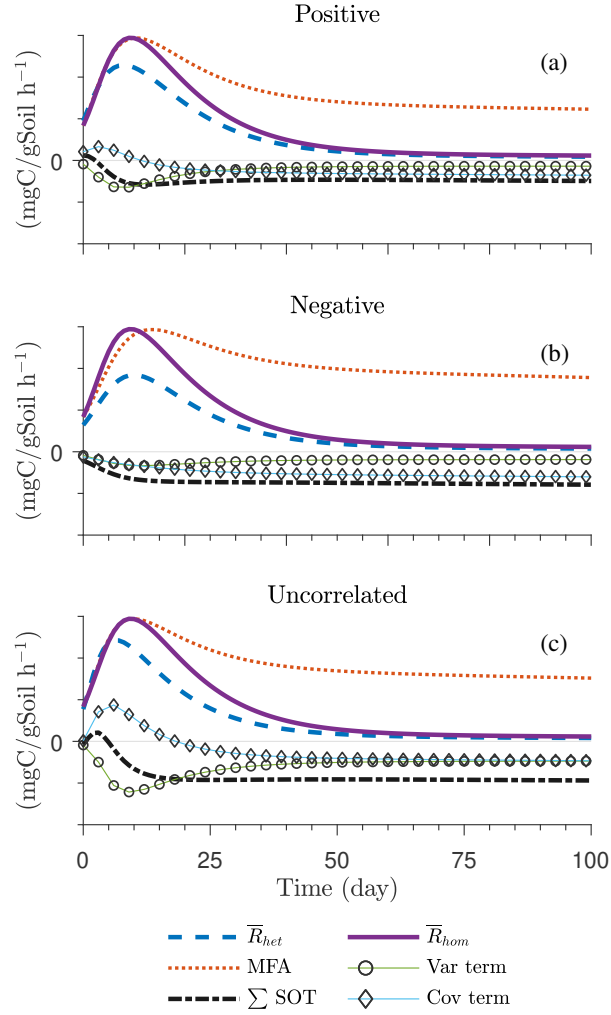 Positive
(a)
0
(mgC/gSoil h⁻¹)
Negative
(b)
0
(mgC/gSoil h⁻¹)
Uncorrelated
(c)
0
(mgC/gSoil h⁻¹)
0 25 50 75 100
Time (day)
R̅het R̅hom
MFA Var term
∑ SOT Cov term